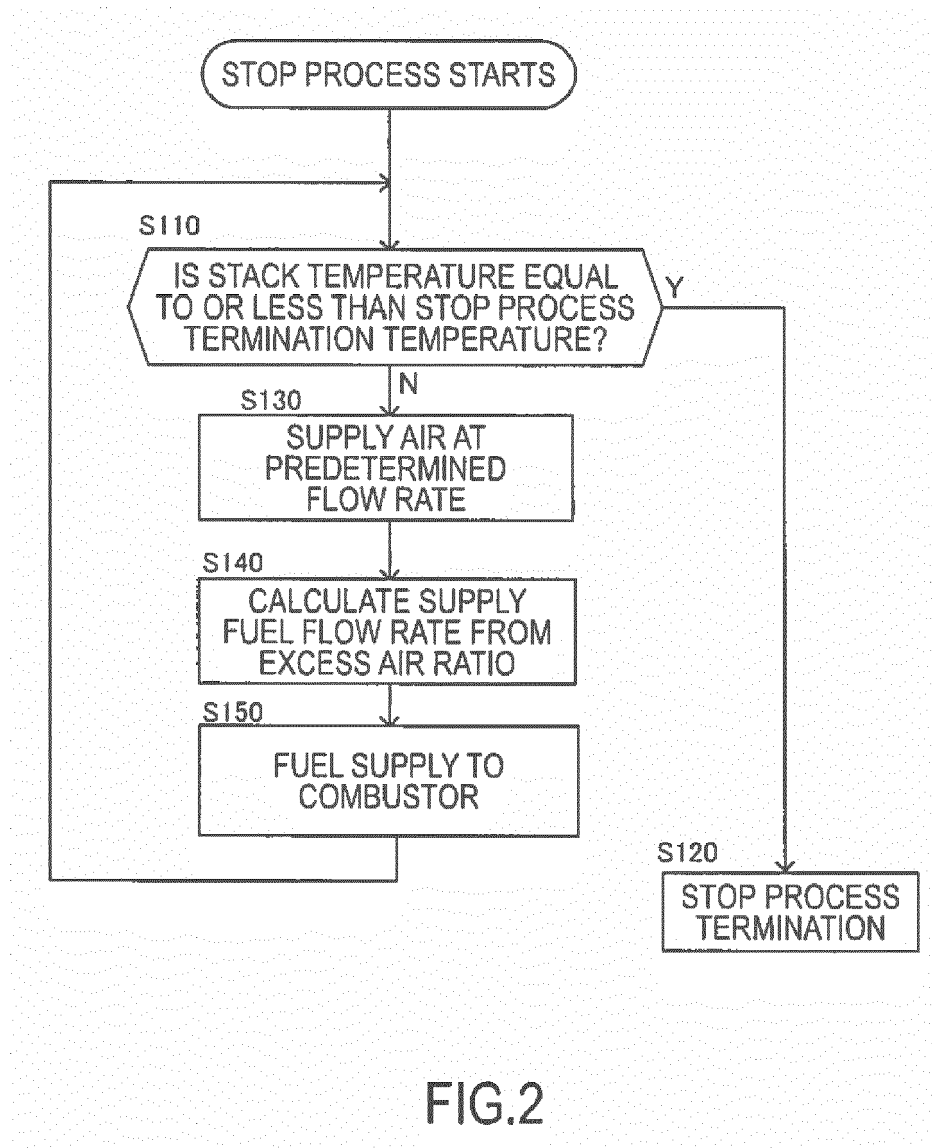 STOP PROCESS STARTS
S110
IS STACK TEMPERATURE EQUAL
TO OR LESS THAN STOP PROCESS
TERMINATION TEMPERATURE?
Y
N
S130
SUPPLY AIR AT
PREDETERMINED
FLOW RATE
S140
CALCULATE SUPPLY
FUEL FLOW RATE FROM
EXCESS AIR RATIO
S150
FUEL SUPPLY TO
COMBUSTOR
S120
STOP PROCESS
TERMINATION
FIG.2